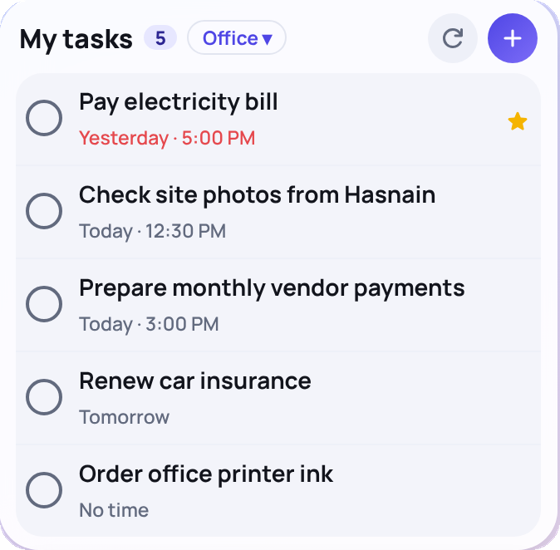 My tasks 5 Office ▾
Pay electricity bill
Yesterday · 5:00 PM
Check site photos from Hasnain
Today · 12:30 PM
Prepare monthly vendor payments
Today · 3:00 PM
Renew car insurance
Tomorrow
Order office printer ink
No time